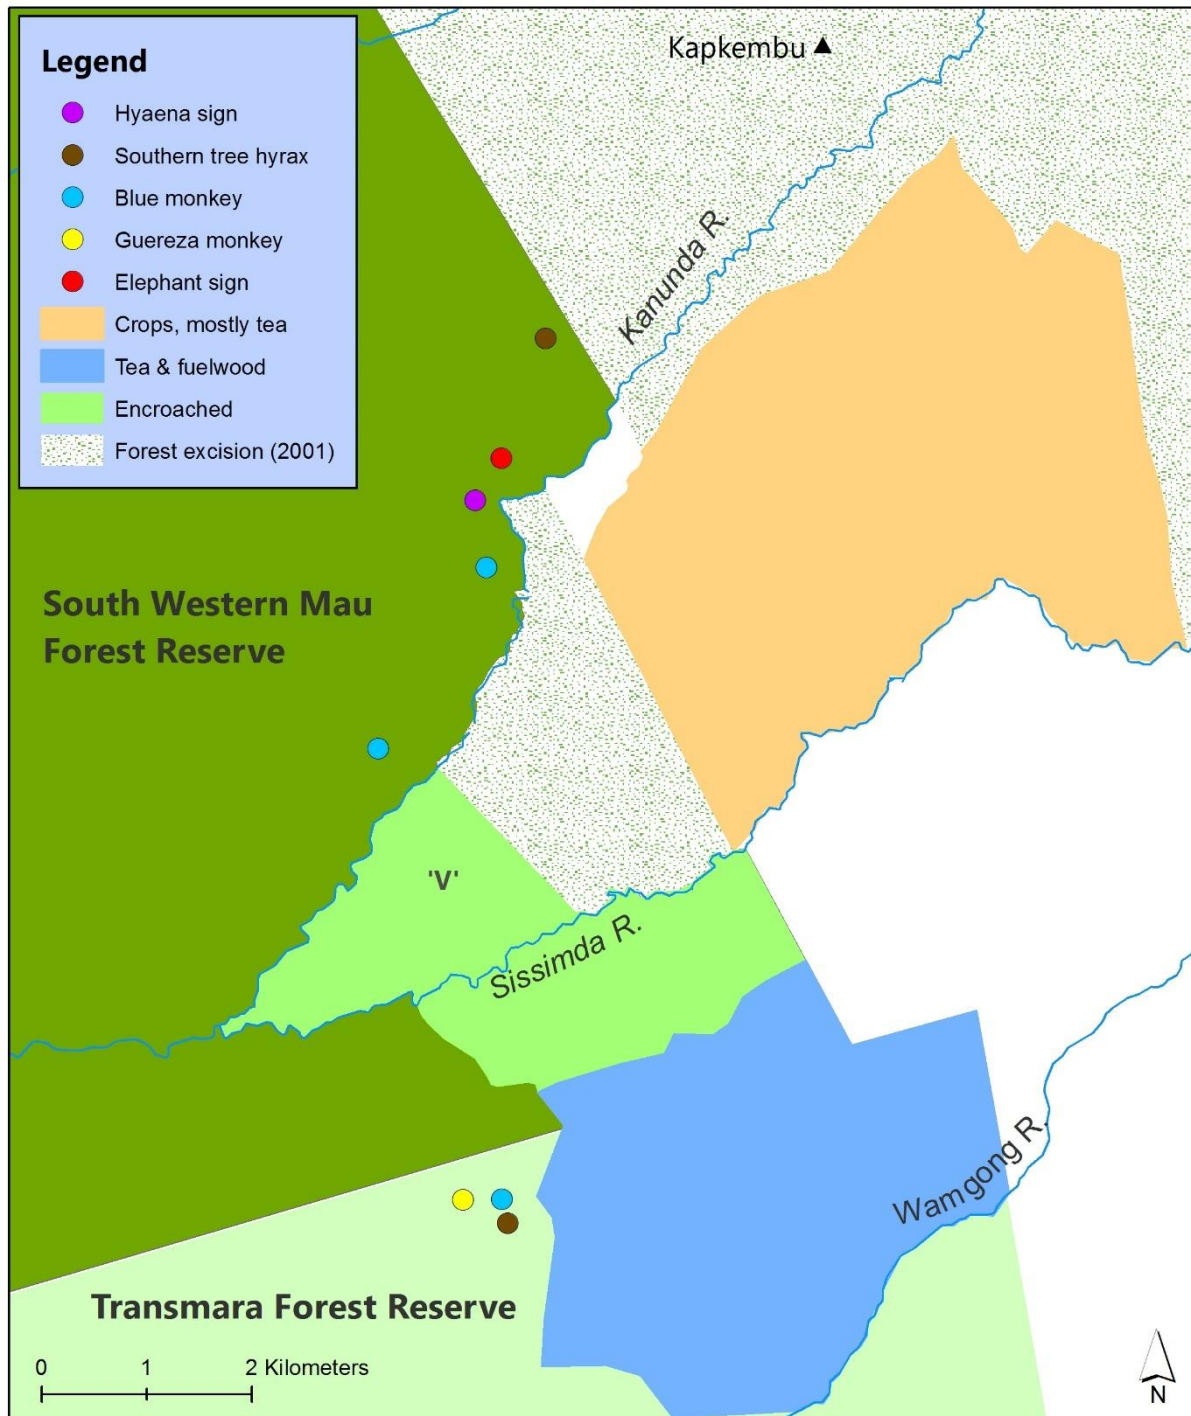 Legend
Hyaena sign
Southern tree hyrax
Blue monkey
Guereza monkey
Elephant sign
Crops, mostly tea
Tea & fuelwood
Encroached
Forest excision (2001)
Kapkembu
Kanunda R.
South Western Mau
Forest Reserve
'V'
Sissimda R.
Wamgong R.
Transmara Forest Reserve
0 1 2 Kilometers
N